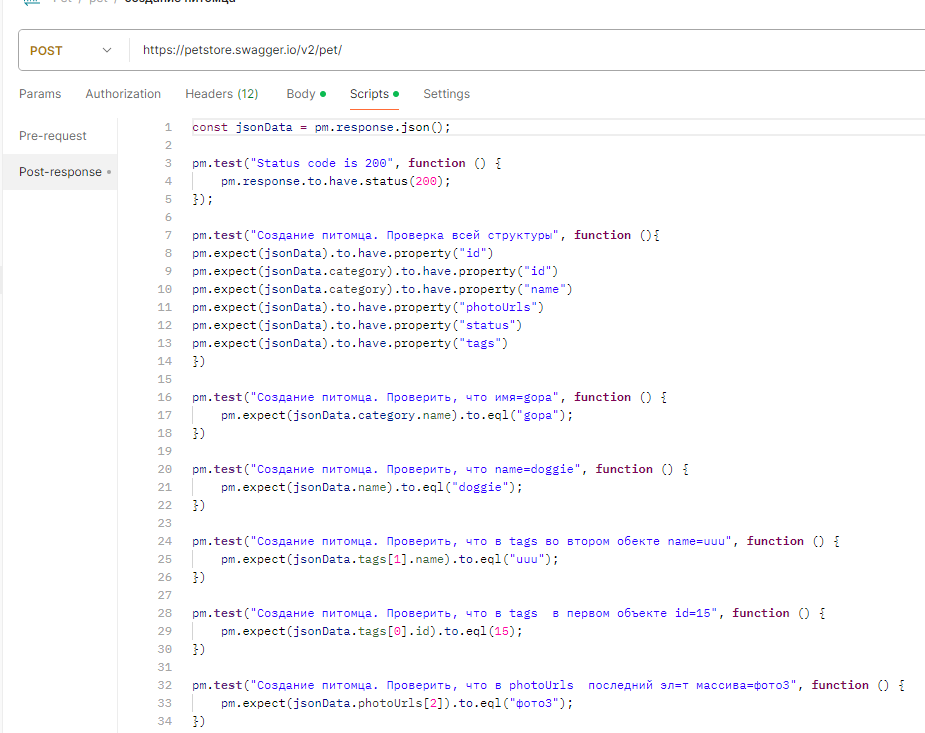 Pet / pet / создание питомца
POST
https://petstore.swagger.io/v2/pet/
Params Authorization Headers (12) Body Scripts Settings
Pre-request
Post-response
1 const jsonData = pm.response.json();
2
3 pm.test("Status code is 200", function () {
4 pm.response.to.have.status(200);
5 });
6
7 pm.test("Создание питомца. Проверка всей структуры", function (){
8 pm.expect(jsonData).to.have.property("id")
9 pm.expect(jsonData.category).to.have.property("id")
10 pm.expect(jsonData.category).to.have.property("name")
11 pm.expect(jsonData).to.have.property("photoUrls")
12 pm.expect(jsonData).to.have.property("status")
13 pm.expect(jsonData).to.have.property("tags")
14 })
15
16 pm.test("Создание питомца. Проверить, что имя=gopa", function () {
17 pm.expect(jsonData.category.name).to.eql("gopa");
18 })
19
20 pm.test("Создание питомца. Проверить, что name=doggie", function () {
21 pm.expect(jsonData.name).to.eql("doggie");
22 })
23
24 pm.test("Создание питомца. Проверить, что в tags во втором обекте name=uuu", function () {
25 pm.expect(jsonData.tags[1].name).to.eql("uuu");
26 })
27
28 pm.test("Создание питомца. Проверить, что в tags  в первом объекте id=15", function () {
29 pm.expect(jsonData.tags[0].id).to.eql(15);
30 })
31
32 pm.test("Создание питомца. Проверить, что в photoUrls  последний эл=т массива=фото3", function () {
33 pm.expect(jsonData.photoUrls[2]).to.eql("фото3");
34 })